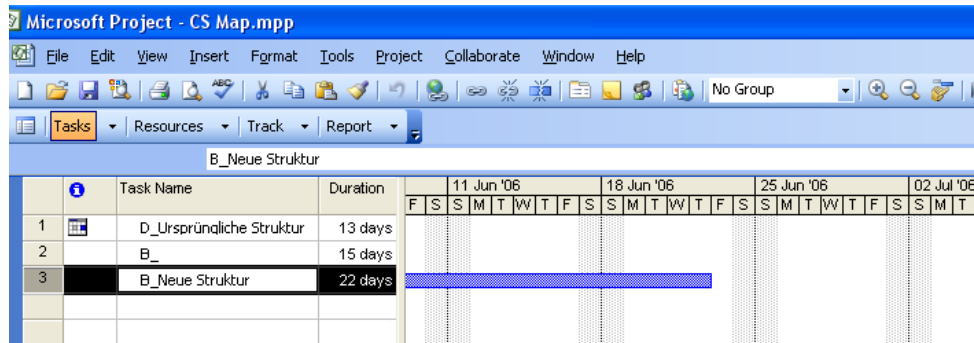 Microsoft Project - CS Map.mpp
File Edit View Insert Format Tools Project Collaborate Window Help
ABC No Group
Tasks Resources Track Report
B_Neue Struktur
Task Name Duration 11 Jun '06 18 Jun '06 25 Jun '06 02 Jul '06
F S S M T W T F S S M T W T F S S M T W T F S S M T
1 D_Ursprüngliche Struktur 13 days
2 B_ 15 days
3 B_Neue Struktur 22 days